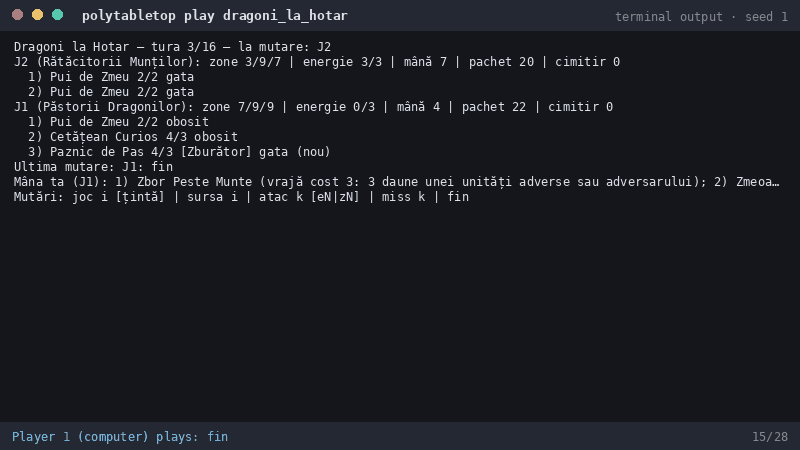 polytabletop play dragoni_la_hotar
terminal output · seed 1
Dragoni la Hotar — tura 3/16 — la mutare: J2
J2 (Rătăcitorii Munților): zone 3/9/7 | energie 3/3 | mână 7 | pachet 20 | cimitir 0
1) Pui de Zmeu 2/2 gata
2) Pui de Zmeu 2/2 gata
J1 (Păstorii Dragonilor): zone 7/9/9 | energie 0/3 | mână 4 | pachet 22 | cimitir 0
1) Pui de Zmeu 2/2 obosit
2) Cetățean Curios 4/3 obosit
3) Paznic de Pas 4/3 [Zburător] gata (nou)
Ultima mutare: J1: fin
Mâna ta (J1): 1) Zbor Peste Munte (vrajă cost 3: 3 daune unei unități adverse sau adversarului); 2) Zmeoa…
Mutări: joc i [țintă] | sursa i | atac k [eN|zN] | miss k | fin
Player 1 (computer) plays: fin
15/28